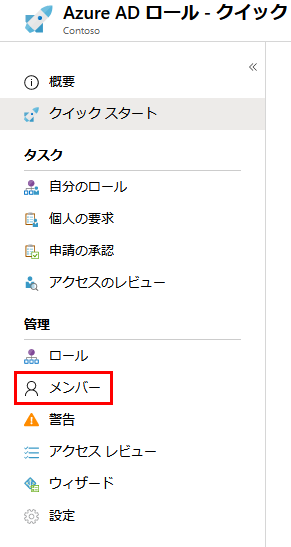 Azure AD ロール - クイック
Contoso
«
概要
クイック スタート
タスク
自分のロール
個人の要求
申請の承認
アクセスのレビュー
管理
ロール
メンバー
警告
アクセス レビュー
ウィザード
設定